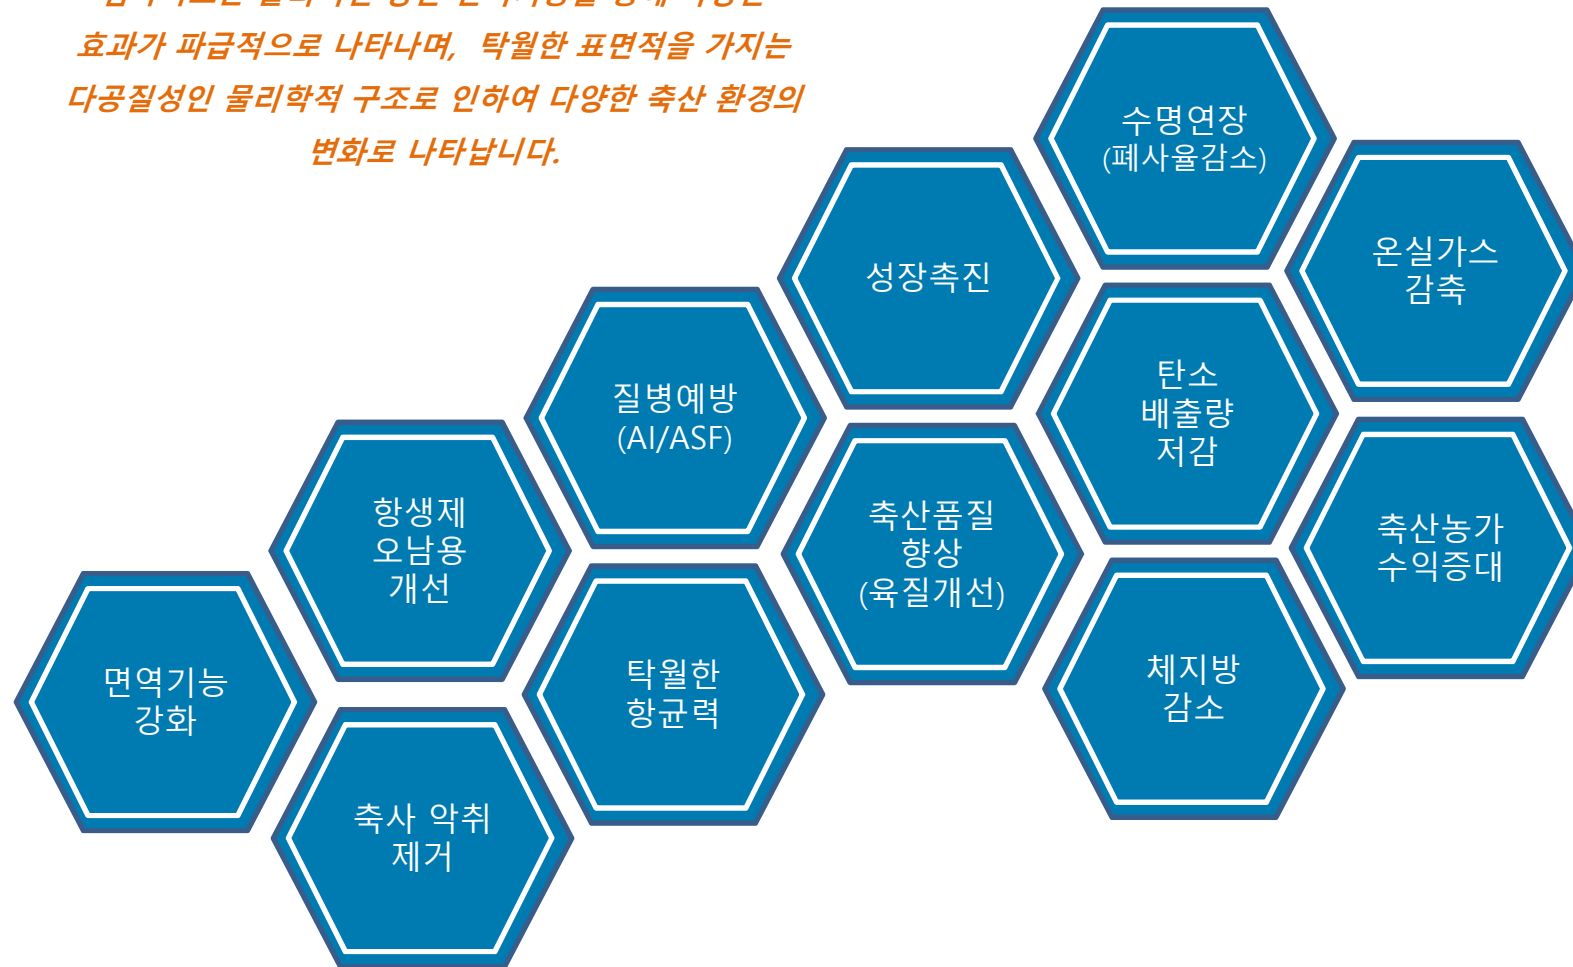 효과가 파급적으로 나타나며, 탁월한 표면적을 가지는
다공질성인 물리학적 구조로 인하여 다양한 축산 환경의
변화로 나타납니다.
수명연장
(폐사율감소)
온실가스
감축
성장촉진
탄소
배출량
저감
질병예방
(AI/ASF)
축산품질
향상
(육질개선)
축산농가
수익증대
항생제
오남용
개선
탁월한
항균력
체지방
감소
면역기능
강화
축사 악취
제거